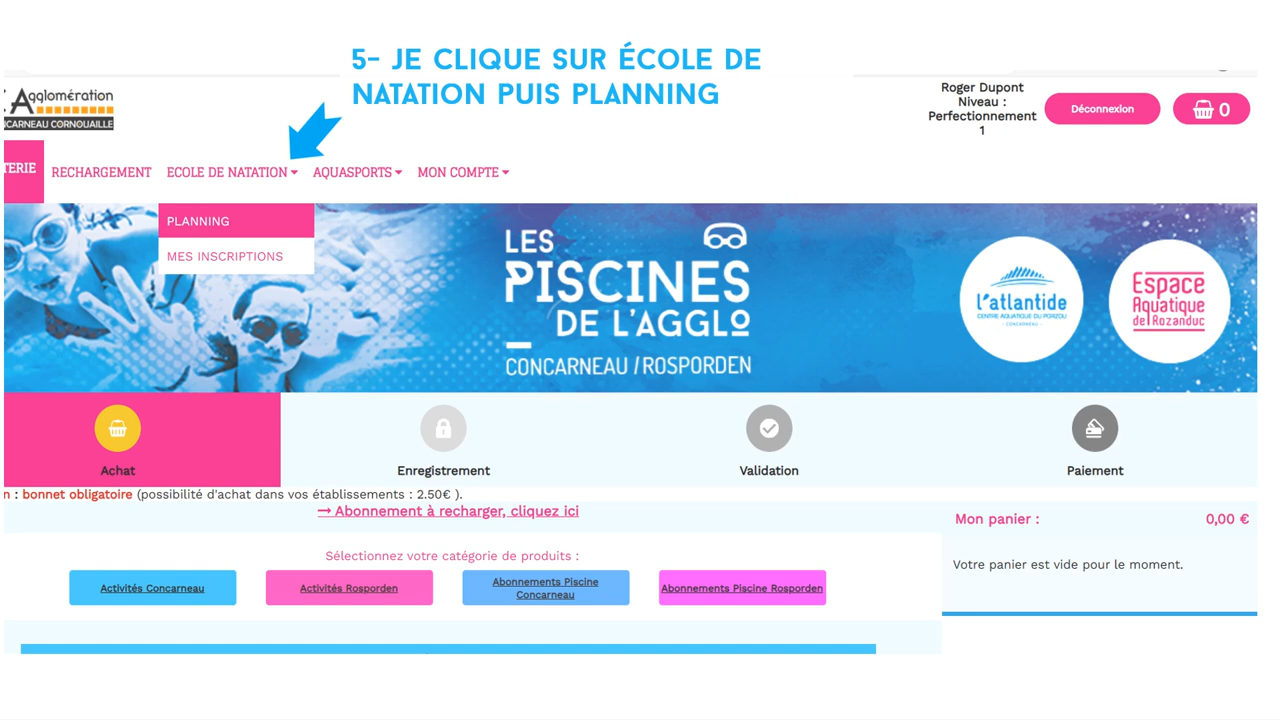 5- JE CLIQUE SUR ÉCOLE DE
NATATION PUIS PLANNING
Agglomération
NCARNEAU CORNOUAILLE
Roger Dupont
Niveau :
Perfectionnement
1
Déconnexion
0
TERIE
RECHARGEMENT
ECOLE DE NATATION
AQUASPORTS
MON COMPTE
PLANNING
MES INSCRIPTIONS
LES
PISCINES
DE L'AGGLO
CONCARNEAU / ROSPORDEN
l'atlantide
CENTRE AQUATIQUE DU PORZOU
- CONCARNEAU -
Espace
Aquatique
de Rozanduc
Achat
Enregistrement
Validation
Paiement
n : bonnet obligatoire (possibilité d'achat dans vos établissements : 2.50€ ).
→ Abonnement à recharger, cliquez ici
Mon panier :
0,00 €
Sélectionnez votre catégorie de produits :
Votre panier est vide pour le moment.
Activités Concarneau
Activités Rosporden
Abonnements Piscine
Concarneau
Abonnements Piscine Rosporden